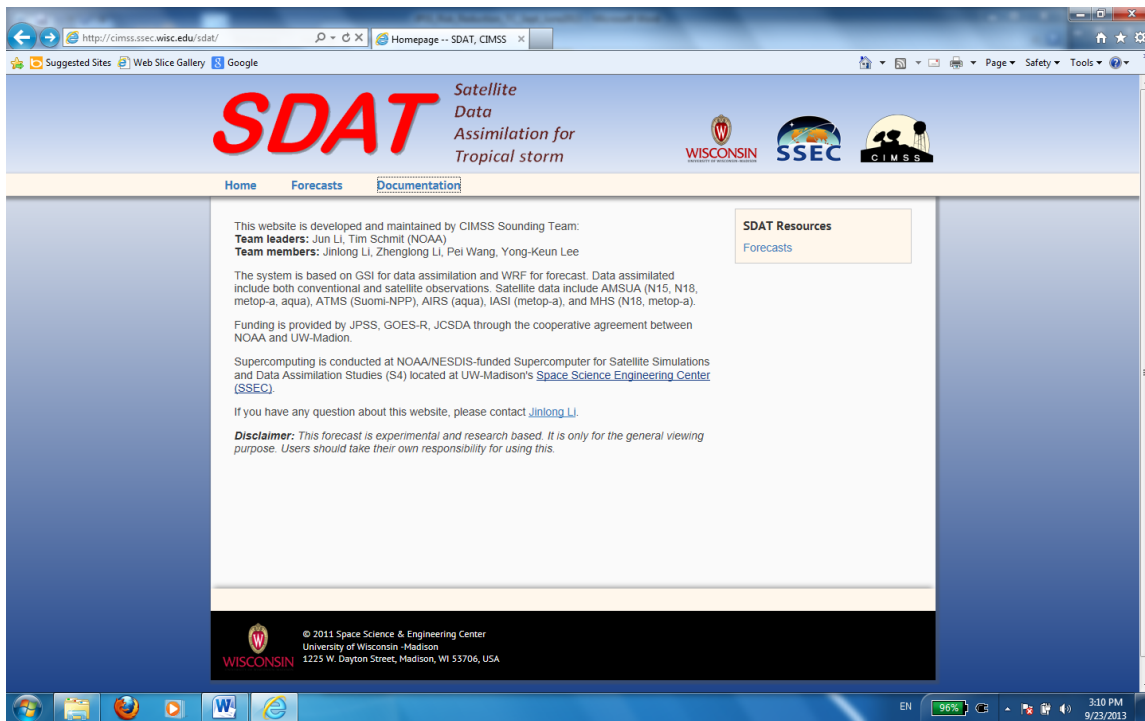 http://cimss.ssec.wisc.edu/sdat/
Homepage -- SDAT, CIMSS
Suggested Sites
Web Slice Gallery
Google
Page
Safety
Tools
SDAT
Satellite
Data
Assimilation for
Tropical storm
WISCONSIN
SSEC
CIMSS
Home
Forecasts
Documentation
This website is developed and maintained by CIMSS Sounding Team:
Team leaders: Jun Li, Tim Schmit (NOAA)
Team members: Jinlong Li, Zhenglong Li, Pei Wang, Yong-Keun Lee
The system is based on GSI for data assimilation and WRF for forecast. Data assimilated
include both conventional and satellite observations. Satellite data include AMSUA (N15, N18,
metop-a, aqua), ATMS (Suomi-NPP), AIRS (aqua), IASI (metop-a), and MHS (N18, metop-a).
Funding is provided by JPSS, GOES-R, JCSDA through the cooperative agreement between
NOAA and UW-Madion.
Supercomputing is conducted at NOAA/NESDIS-funded Supercomputer for Satellite Simulations
and Data Assimilation Studies (S4) located at UW-Madison's Space Science Engineering Center
(SSEC).
If you have any question about this website, please contact Jinlong Li.
Disclaimer: This forecast is experimental and research based. It is only for the general viewing
purpose. Users should take their own responsibility for using this.
SDAT Resources
Forecasts
WISCONSIN
© 2011 Space Science & Engineering Center
University of Wisconsin -Madison
1225 W. Dayton Street, Madison, WI 53706, USA
EN
96%
3:10 PM
9/23/2013